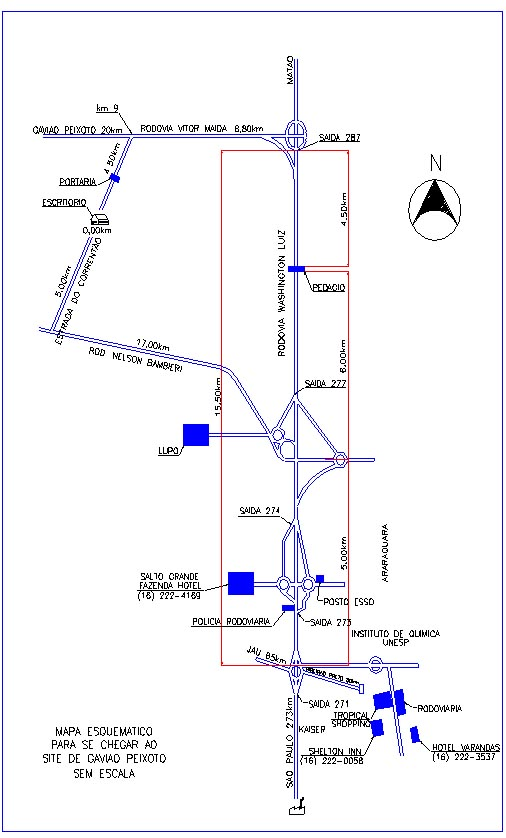 MATAO
km 9
GAVIAO PEIXOTO 20km
RODOVIA VITOR MAIDA 8,80km
SAIDA 287
4.50km
PORTARIA
ESCRITORIO
0.00km
N
4.50km
5.00km
ESTRADA DO CORRENTÃO
RODOVIA WASHINGTON LUIZ
PEDAGIO
17.00km
ROD NELSON BAMBIERI
6.00km
SAIDA 277
15.50km
LUPO
SAIDA 274
5.00km
ARARAQUARA
SALTO GRANDE
FAZENDA HOTEL
(16) 222-4169
POSTO ESSO
POLICIA RODOVIARIA
SAIDA 273
INSTITUTO DE QUIMICA
UNESP
JAU 85km
RIBEIRAO PRETO 80km
SAIDA 271
RODOVIARIA
TROPICAL
SHOPPING
KAISER
SAO PAULO 273km
SHELTON INN
(16) 222-0058
HOTEL VARANDAS
(16) 222-3537
MAPA ESQUEMATICO
PARA SE CHEGAR AO
SITE DE GAVIAO PEIXOTO
SEM ESCALA